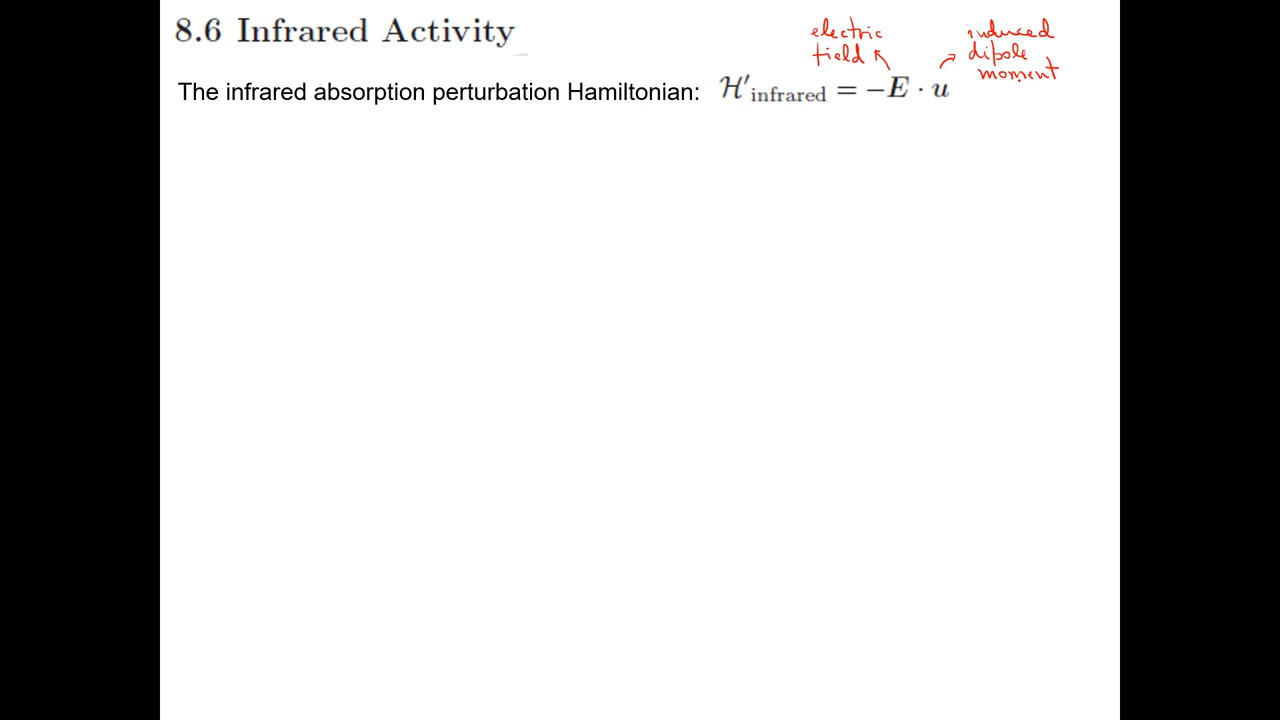 8.6 Infrared Activity
electric
field
induced
dipole
moment
The infrared absorption perturbation Hamiltonian: ℋ′infrared = −E · u